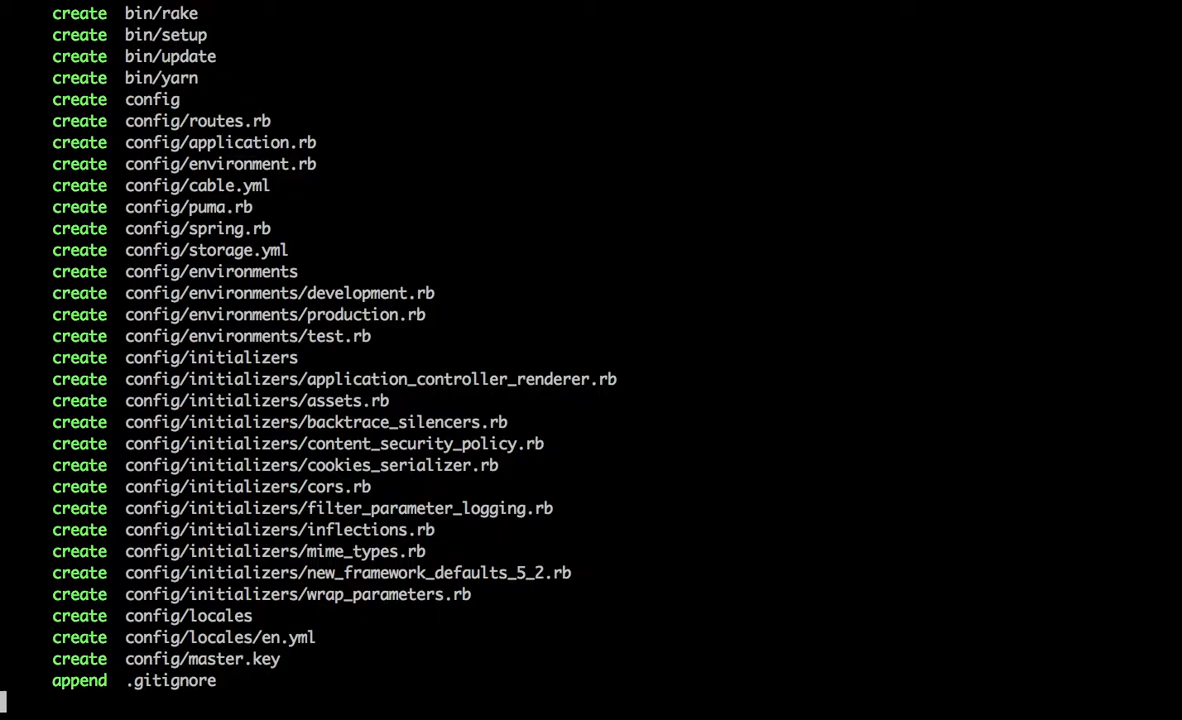 create  bin/rake
create  bin/setup
create  bin/update
create  bin/yarn
create  config
create  config/routes.rb
create  config/application.rb
create  config/environment.rb
create  config/cable.yml
create  config/puma.rb
create  config/spring.rb
create  config/storage.yml
create  config/environments
create  config/environments/development.rb
create  config/environments/production.rb
create  config/environments/test.rb
create  config/initializers
create  config/initializers/application_controller_renderer.rb
create  config/initializers/assets.rb
create  config/initializers/backtrace_silencers.rb
create  config/initializers/content_security_policy.rb
create  config/initializers/cookies_serializer.rb
create  config/initializers/cors.rb
create  config/initializers/filter_parameter_logging.rb
create  config/initializers/inflections.rb
create  config/initializers/mime_types.rb
create  config/initializers/new_framework_defaults_5_2.rb
create  config/initializers/wrap_parameters.rb
create  config/locales
create  config/locales/en.yml
create  config/master.key
append  .gitignore